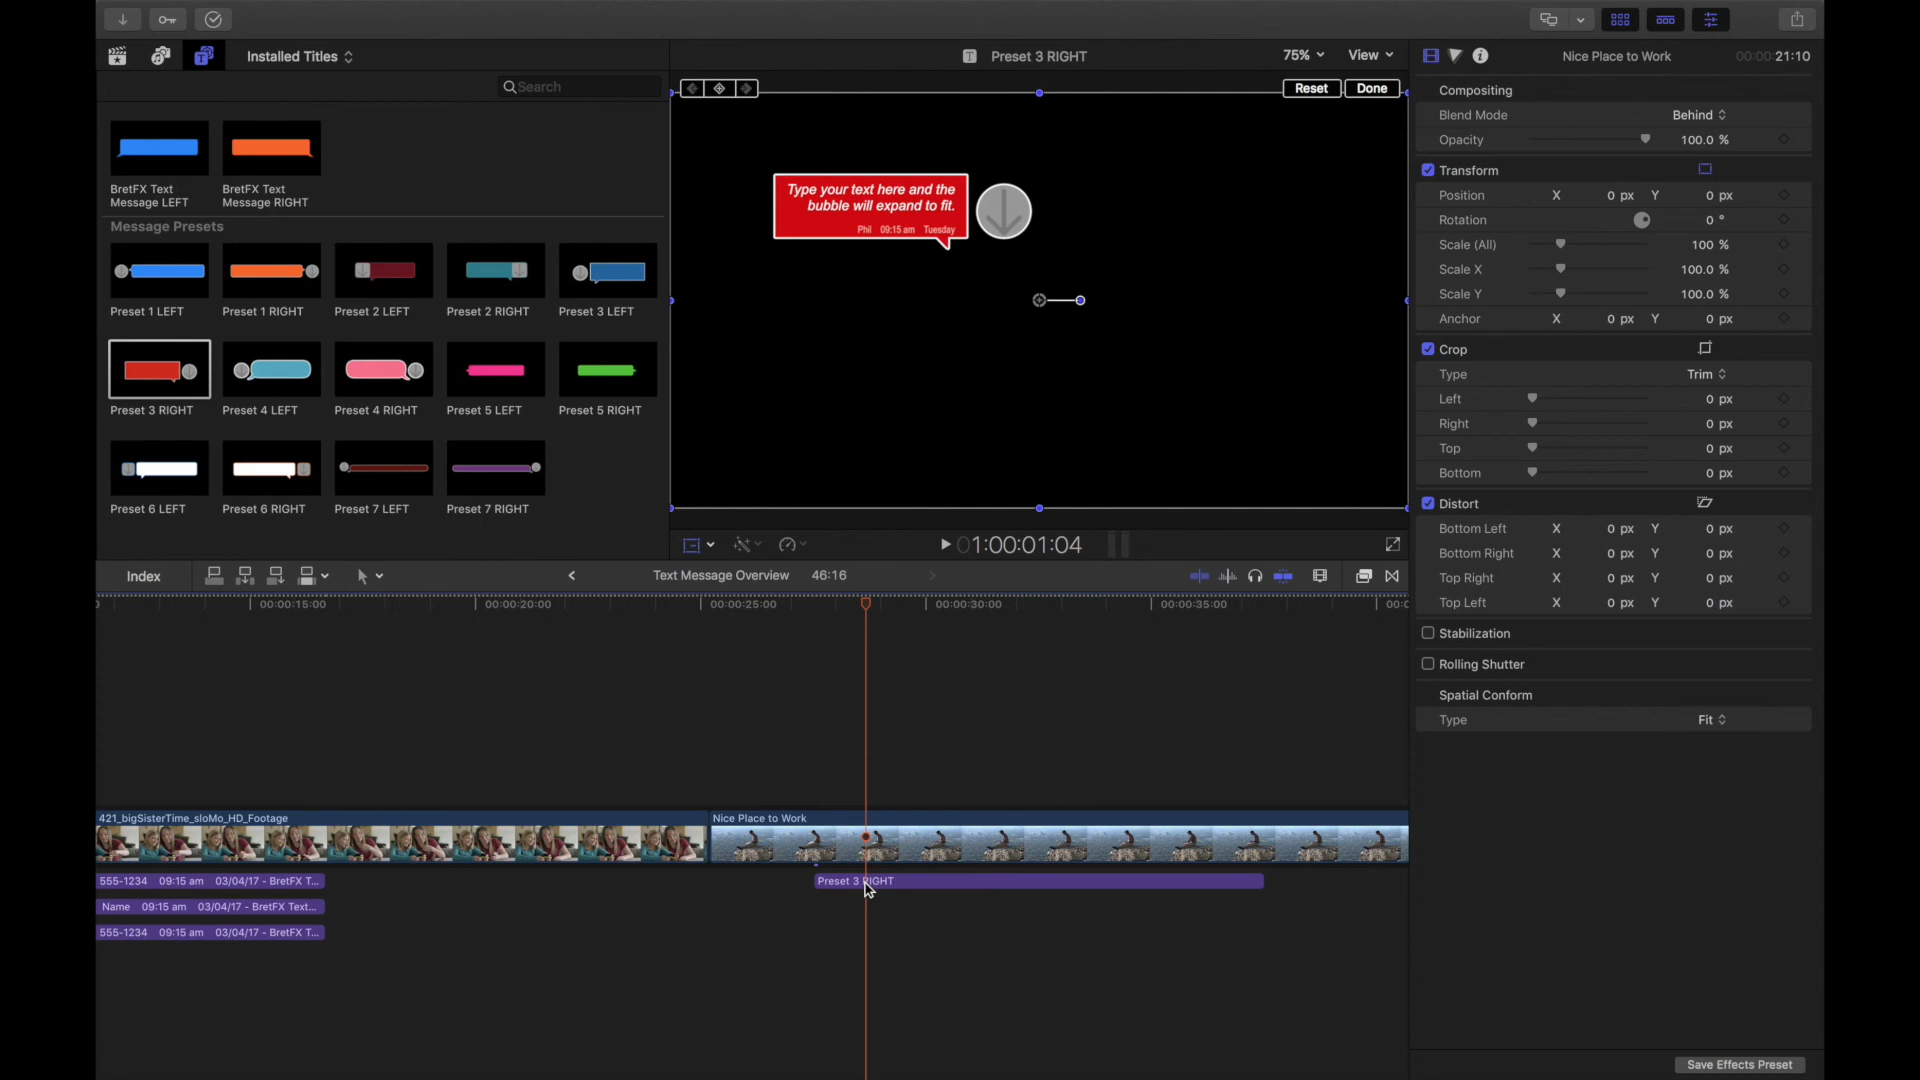 Installed Titles
Preset 3 RIGHT
75%
View
Nice Place to Work
00:00:21:10
Search
Reset
Done
BretFX Text
Message LEFT
BretFX Text
Message RIGHT
Message Presets
Preset 1 LEFT
Preset 1 RIGHT
Preset 2 LEFT
Preset 2 RIGHT
Preset 3 LEFT
Preset 3 RIGHT
Preset 4 LEFT
Preset 4 RIGHT
Preset 5 LEFT
Preset 5 RIGHT
Preset 6 LEFT
Preset 6 RIGHT
Preset 7 LEFT
Preset 7 RIGHT
Type your text here and the
bubble will expand to fit.
Phil 09:15 am Tuesday
01:00:01:04
Compositing
Blend Mode Behind
Opacity 100.0 %
Transform
Position X 0 px Y 0 px
Rotation 0 °
Scale (All) 100 %
Scale X 100.0 %
Scale Y 100.0 %
Anchor X 0 px Y 0 px
Crop
Type Trim
Left 0 px
Right 0 px
Top 0 px
Bottom 0 px
Distort
Bottom Left X 0 px Y 0 px
Bottom Right X 0 px Y 0 px
Top Right X 0 px Y 0 px
Top Left X 0 px Y 0 px
Stabilization
Rolling Shutter
Spatial Conform
Type Fit
Save Effects Preset
Index
Text Message Overview 46:16
00:00:15:00
00:00:20:00
00:00:25:00
00:00:30:00
00:00:35:00
421_bigSisterTime_sloMo_HD_Footage
Nice Place to Work
555-1234 09:15 am 03/04/17 - BretFX T...
Preset 3 RIGHT
Name 09:15 am 03/04/17 - BretFX Text...
555-1234 09:15 am 03/04/17 - BretFX T...